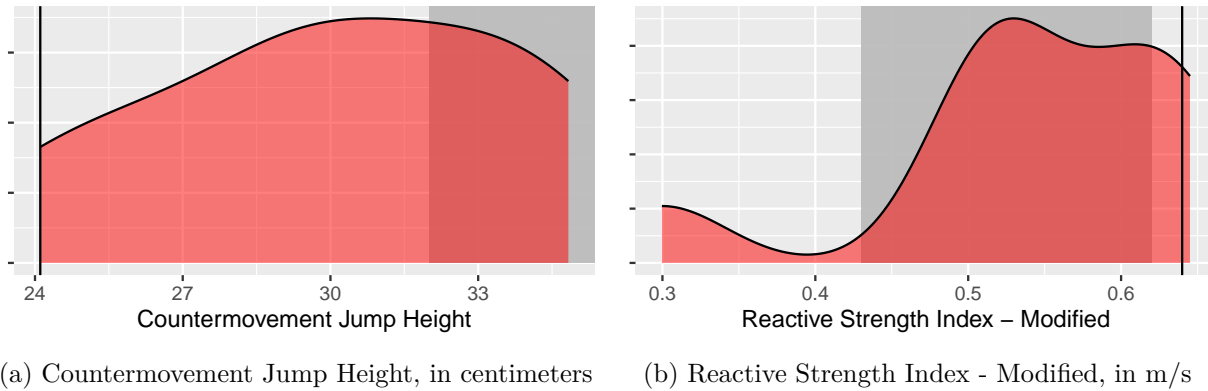 24 27 30 33
Countermovement Jump Height
0.3 0.4 0.5 0.6
Reactive Strength Index – Modified
(a) Countermovement Jump Height, in centimeters
(b) Reactive Strength Index - Modified, in m/s